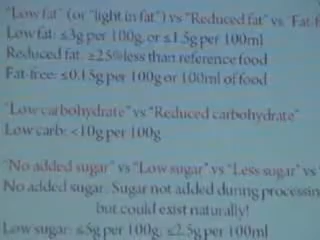 "Low fat" (or "light in fat") vs "Reduced fat" vs "Fat-f
Low fat: ≤3g per 100g, or ≤1.5g per 100ml
Reduced fat: ≥25% less than reference food
Fat-free: ≤0.15g per 100g or 100ml of food
"Low carbohydrate" vs "Reduced carbohydrate"
Low carb: <10g per 100g
"No added sugar" vs "Low sugar" vs "Less sugar" vs "
No added sugar: Sugar not added during processin
but could exist naturally!
Low sugar: ≤5g per 100g, ≤2.5g per 100ml